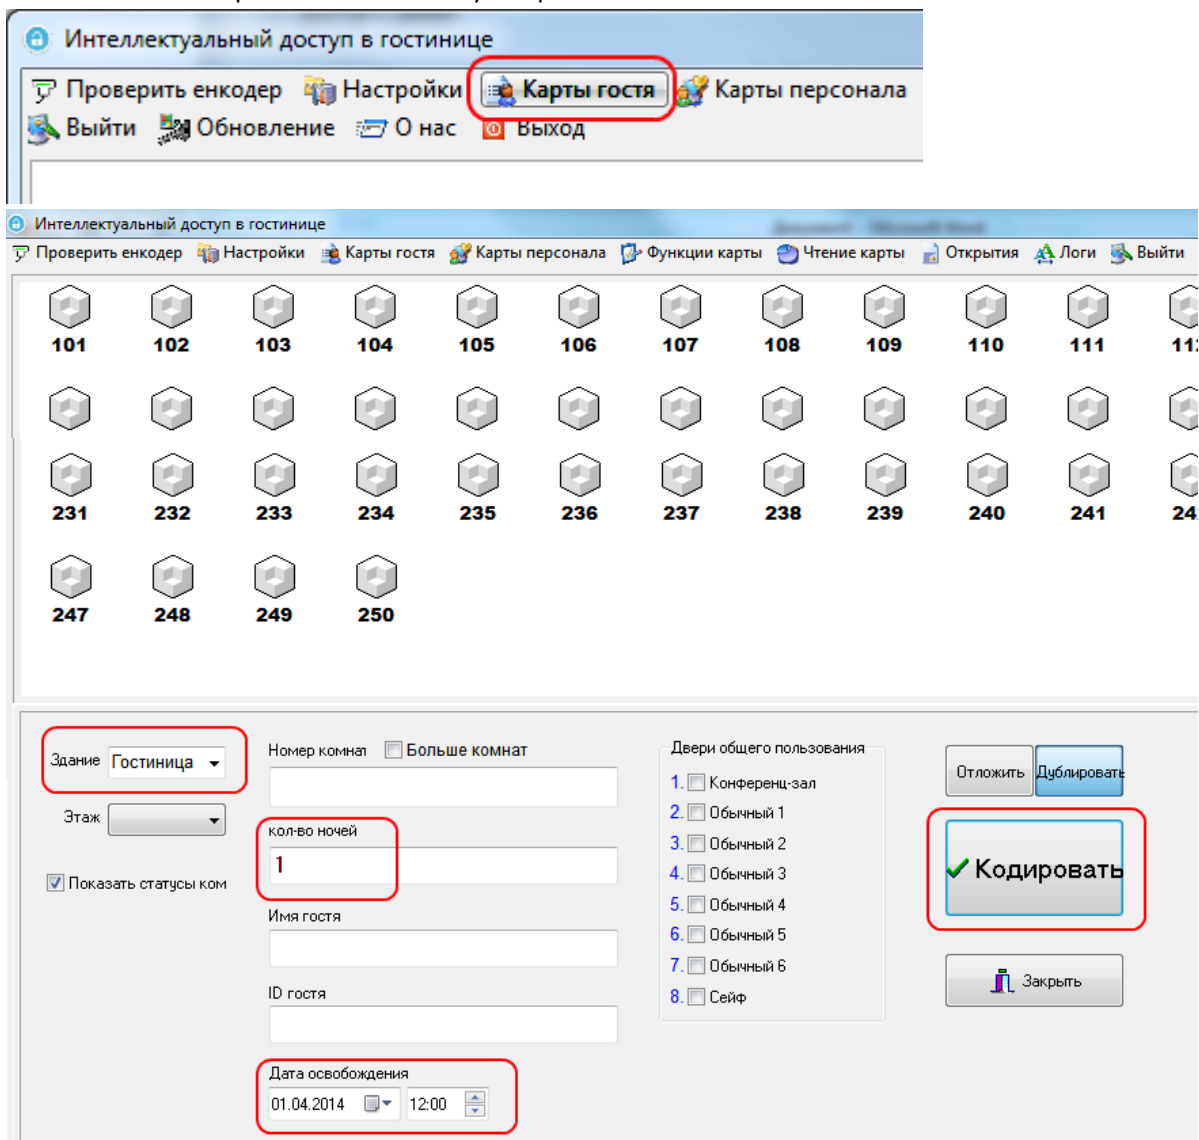 Интеллектуальный доступ в гостинице
Проверить енкодер Настройки Карты гостя Карты персонала
Выйти Обновление О нас Выход
Интеллектуальный доступ в гостинице
Проверить енкодер Настройки Карты гостя Карты персонала Функции карты Чтение карты Открытия Логи Выйти
101 102 103 104 105 106 107 108 109 110 111
231 232 233 234 235 236 237 238 239 240 241
247 248 249 250
Здание Гостиница
Этаж
Показать статусы ком
Номер комнат Больше комнат
кол-во ночей
1
Имя гостя
ID гостя
Дата освобождения
01.04.2014 12:00
Двери общего пользования
1. Конференц-зал
2. Обычный 1
3. Обычный 2
4. Обычный 3
5. Обычный 4
6. Обычный 5
7. Обычный 6
8. Сейф
Отложить Дублировать
Кодировать
Закрыть